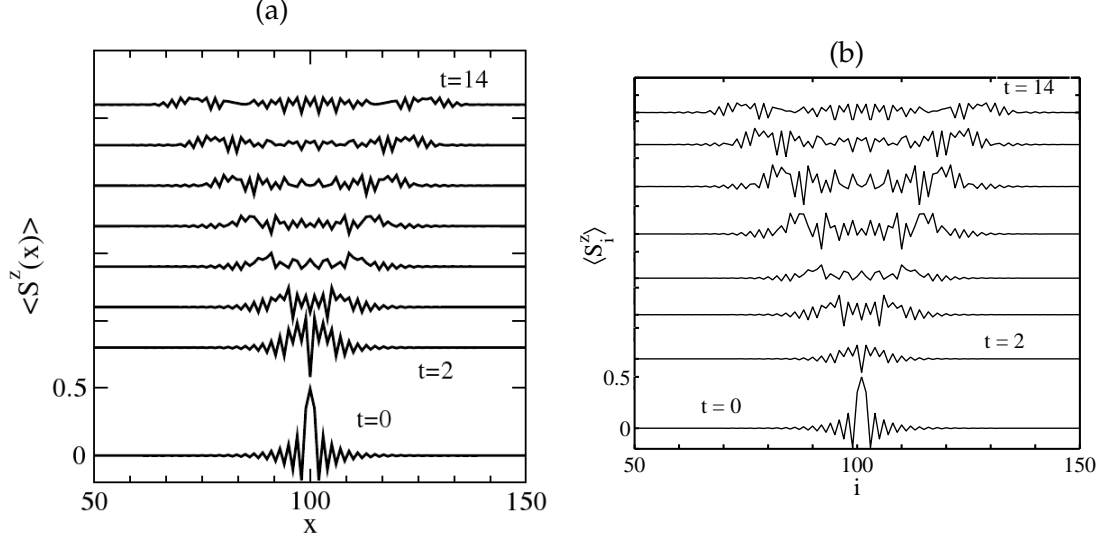 (a)
t=14
t=2
t=0
0.5
0
<S^z(x)>
50
100
150
x
(b)
t = 14
t = 2
t = 0
0.5
0
⟨S_i^z⟩
50
100
150
i